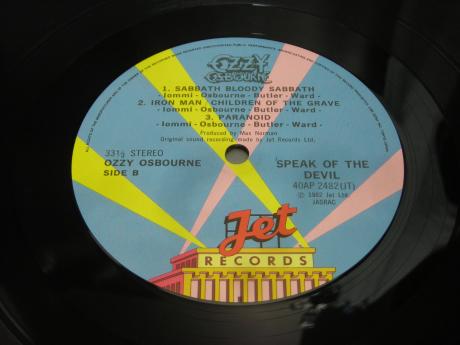 OZZY
OSBOURNE
1. SABBATH BLOODY SABBATH
- Iommi - Osbourne - Butler - Ward -
2. IRON MAN CHILDREN OF THE GRAVE
- Iommi - Osbourne - Butler - Ward -
3. PARANOID
- Iommi - Osbourne - Butler - Ward -
Produced by Max Norman
Original sound recording made by Jet Records Ltd.
33⅓ STEREO
OZZY OSBOURNE
SIDE B
SPEAK OF THE
DEVIL
40AP 2482(JT)
Ⓟ 1982 Jet Ltd.
JASRAC
Jet
RECORDS